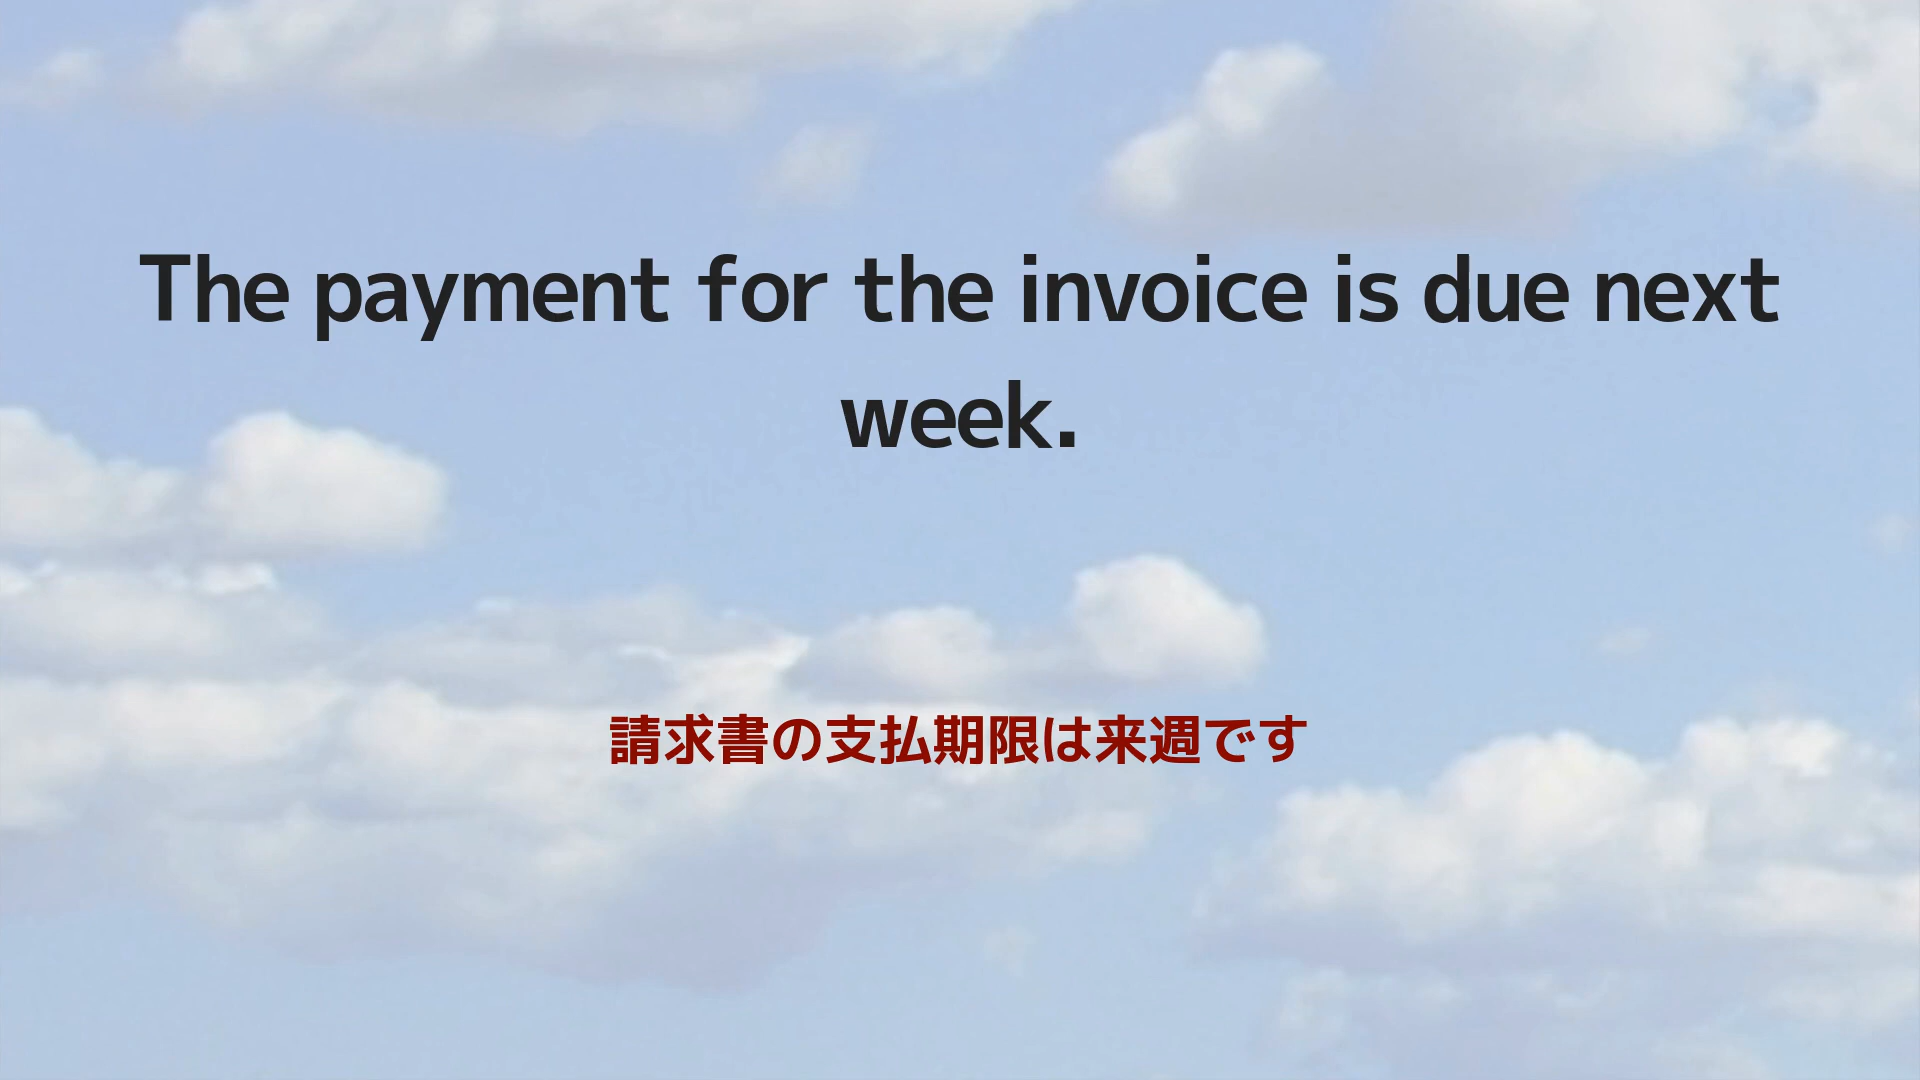 The payment for the invoice is due next
week.
請求書の支払期限は来週です